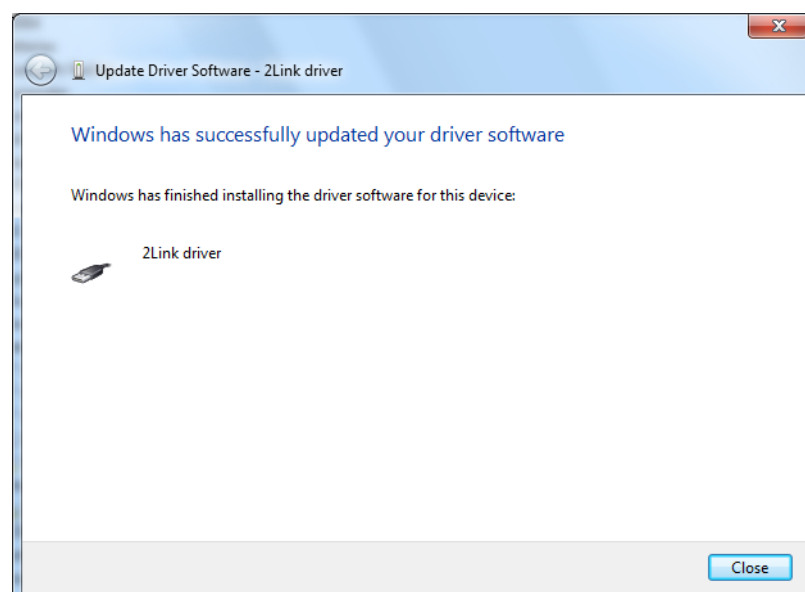 Update Driver Software - 2Link driver
Windows has successfully updated your driver software
Windows has finished installing the driver software for this device:
2Link driver
Close